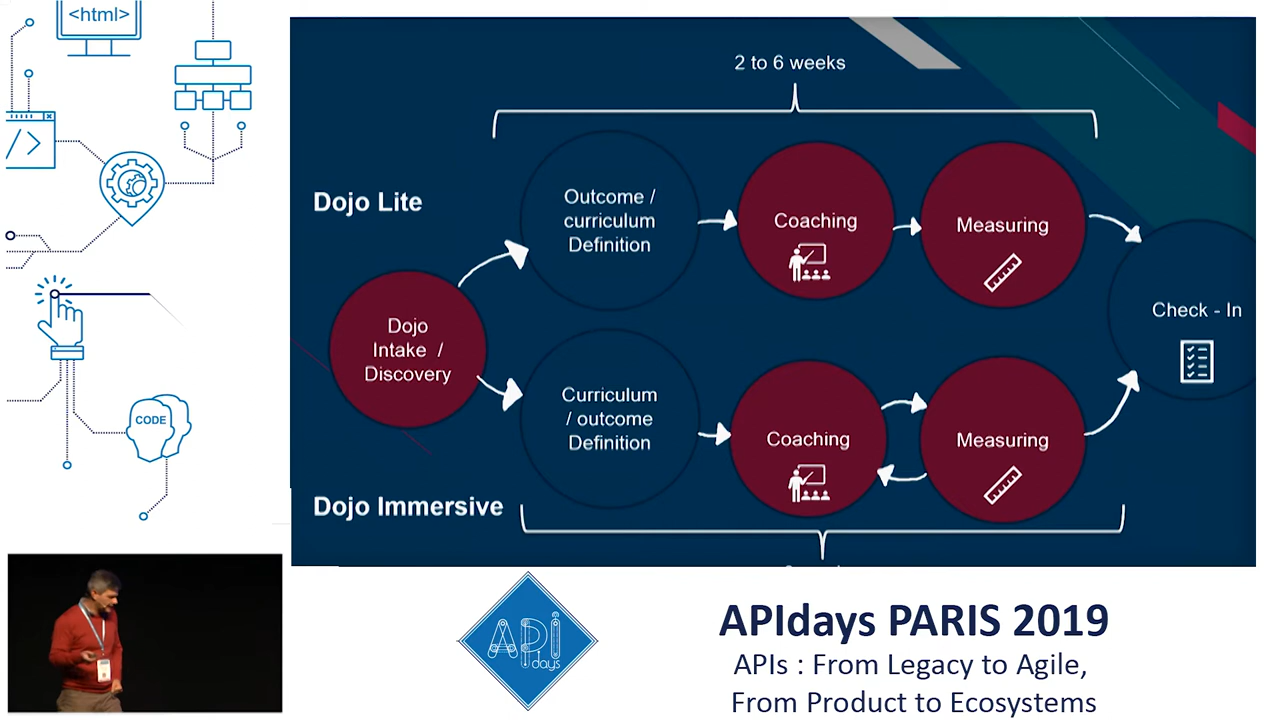 <html>
</>
CODE
2 to 6 weeks
Dojo Lite
Outcome /
curriculum
Definition
Coaching
Measuring
Dojo
Intake /
Discovery
Check - In
Curriculum
/ outcome
Definition
Coaching
Measuring
Dojo Immersive
API
days
APIdays PARIS 2019
APIs : From Legacy to Agile,
From Product to Ecosystems